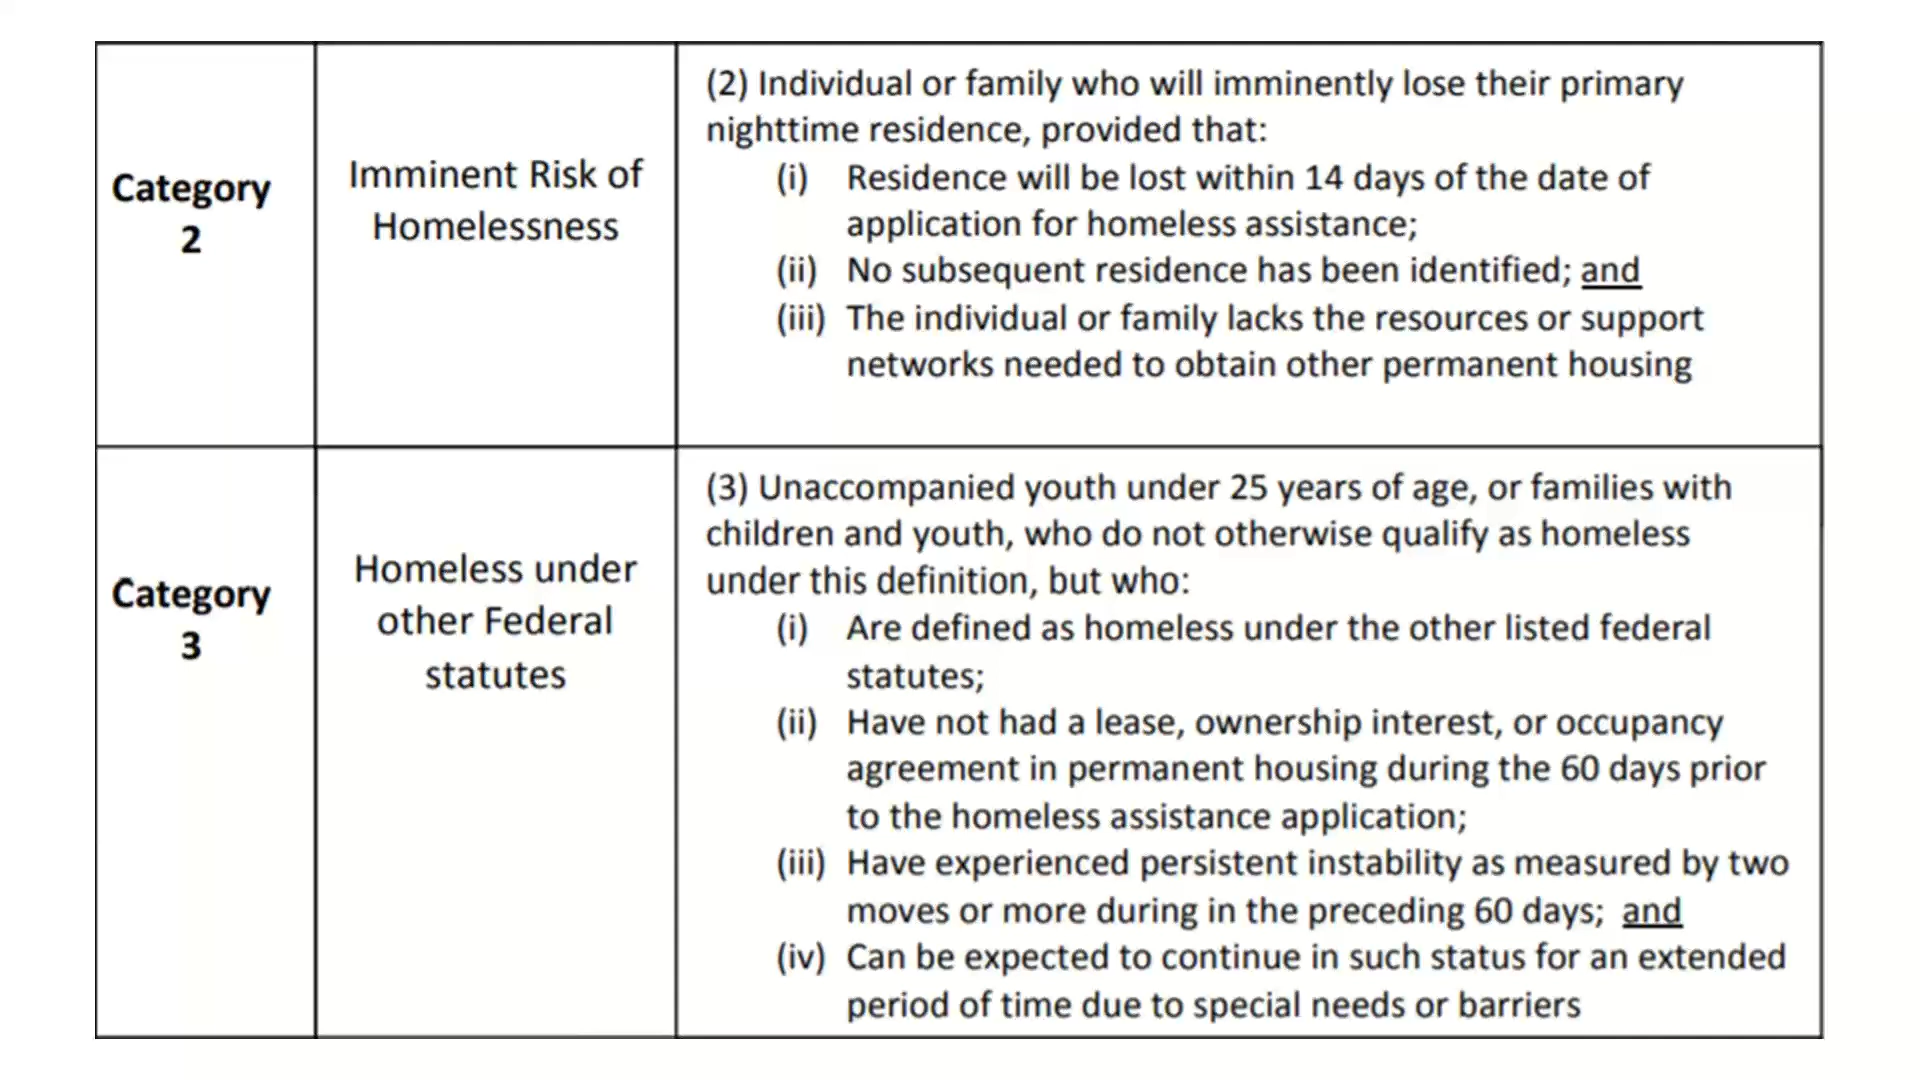 Category
2
Imminent Risk of
Homelessness
(2) Individual or family who will imminently lose their primary
nighttime residence, provided that:
(i) Residence will be lost within 14 days of the date of
application for homeless assistance;
(ii) No subsequent residence has been identified; and
(iii) The individual or family lacks the resources or support
networks needed to obtain other permanent housing
Category
3
Homeless under
other Federal
statutes
(3) Unaccompanied youth under 25 years of age, or families with
children and youth, who do not otherwise qualify as homeless
under this definition, but who:
(i) Are defined as homeless under the other listed federal
statutes;
(ii) Have not had a lease, ownership interest, or occupancy
agreement in permanent housing during the 60 days prior
to the homeless assistance application;
(iii) Have experienced persistent instability as measured by two
moves or more during in the preceding 60 days; and
(iv) Can be expected to continue in such status for an extended
period of time due to special needs or barriers